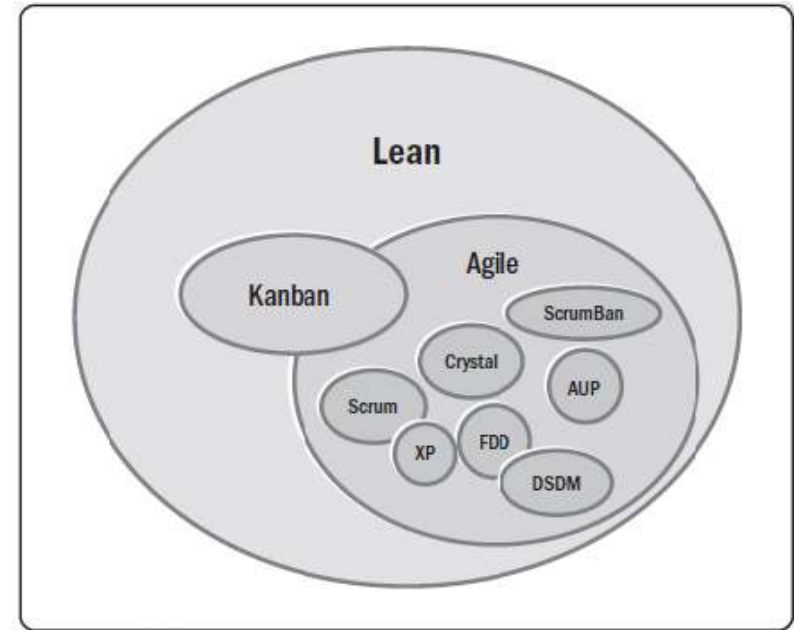 Lean
Agile
Kanban
ScrumBan
Crystal
AUP
Scrum
FDD
XP
DSDM